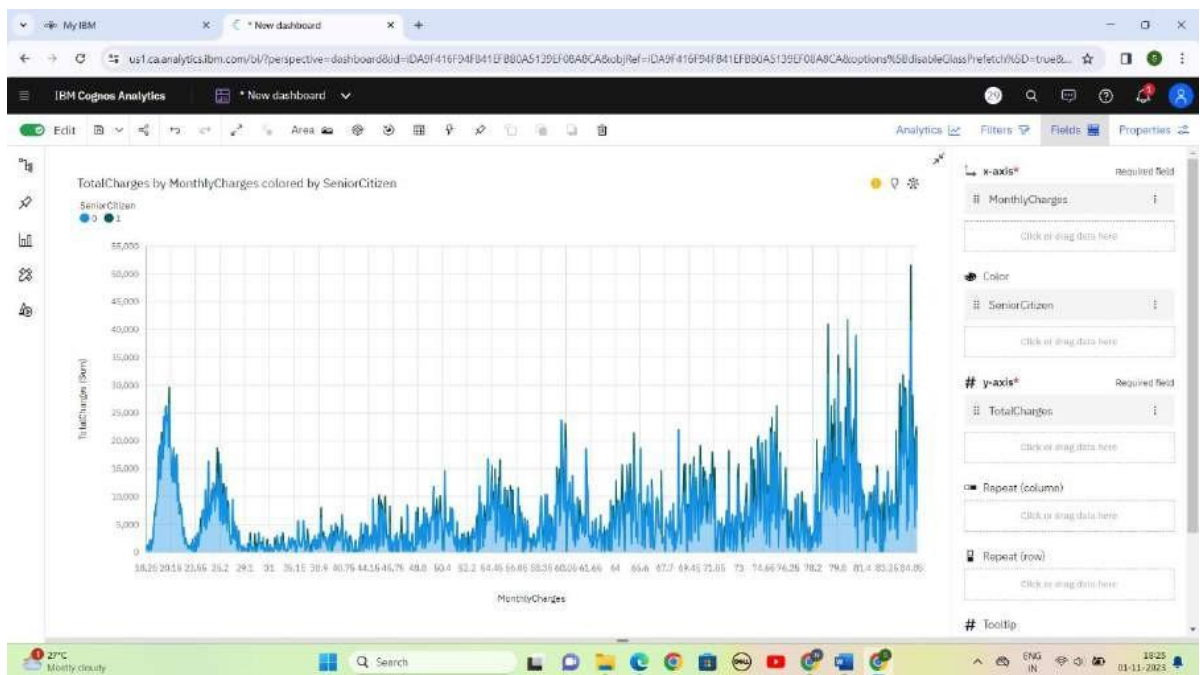 My IBM
* New dashboard
us1.ca.analytics.ibm.com/bi/?perspective=dashboard&id=
IBM Cognos Analytics
* New dashboard
29
Edit
Area
Analytics
Filters
Fields
Properties
TotalCharges by MonthlyCharges colored by SeniorCitizen
SeniorCitizen
0 1
55,000
50,000
45,000
40,000
35,000
30,000
25,000
20,000
15,000
10,000
5,000
0
TotalCharges (Sum)
MonthlyCharges
x-axis*
Required field
MonthlyCharges
Click or drag data here
Color
SeniorCitizen
Click or drag data here
y-axis*
Required field
TotalCharges
Click or drag data here
Repeat (column)
Click or drag data here
Repeat (row)
Click or drag data here
Tooltip
27°C
Mostly cloudy
Search
ENG
IN
18:25
01-11-2023